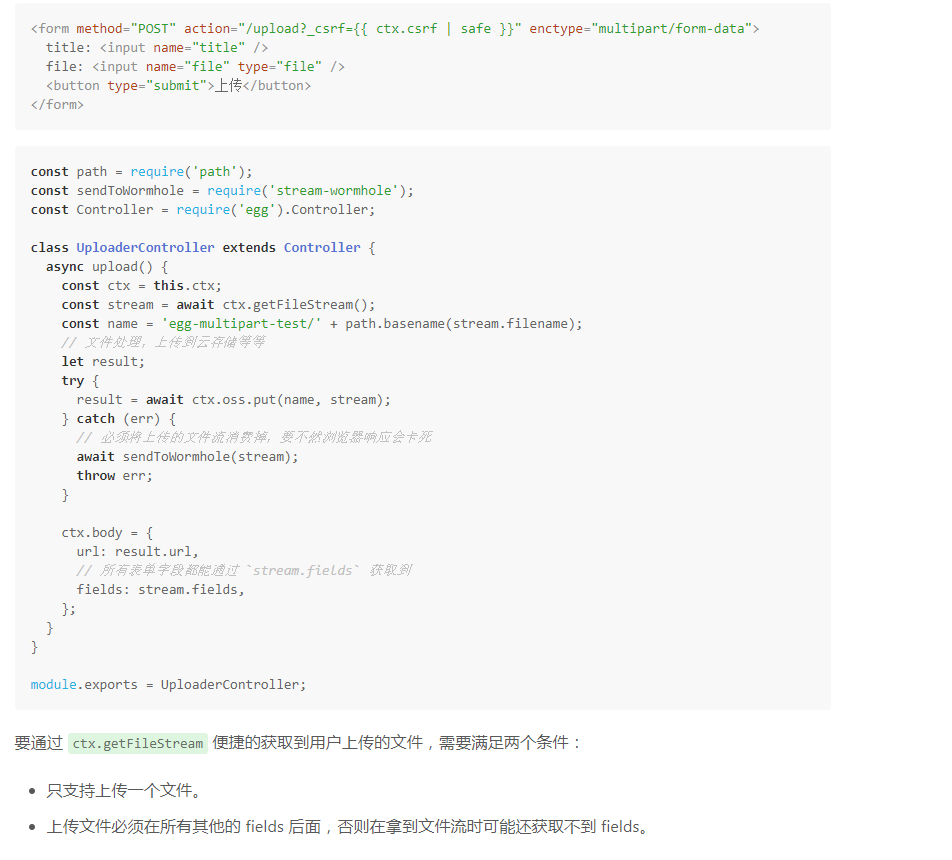 <form method="POST" action="/upload?_csrf={{ ctx.csrf | safe }}" enctype="multipart/form-data">
  title: <input name="title" />
  file: <input name="file" type="file" />
  <button type="submit">上传</button>
</form>
const path = require('path');
const sendToWormhole = require('stream-wormhole');
const Controller = require('egg').Controller;

class UploaderController extends Controller {
  async upload() {
    const ctx = this.ctx;
    const stream = await ctx.getFileStream();
    const name = 'egg-multipart-test/' + path.basename(stream.filename);
    // 文件处理，上传到云存储等等
    let result;
    try {
      result = await ctx.oss.put(name, stream);
    } catch (err) {
      // 必须将上传的文件流消费掉，要不然浏览器响应会卡死
      await sendToWormhole(stream);
      throw err;
    }

    ctx.body = {
      url: result.url,
      // 所有表单字段都能通过 `stream.fields` 获取到
      fields: stream.fields,
    };
  }
}

module.exports = UploaderController;
要通过 ctx.getFileStream 便捷的获取到用户上传的文件，需要满足两个条件：
• 只支持上传一个文件。
• 上传文件必须在所有其他的 fields 后面，否则在拿到文件流时可能还获取不到 fields。